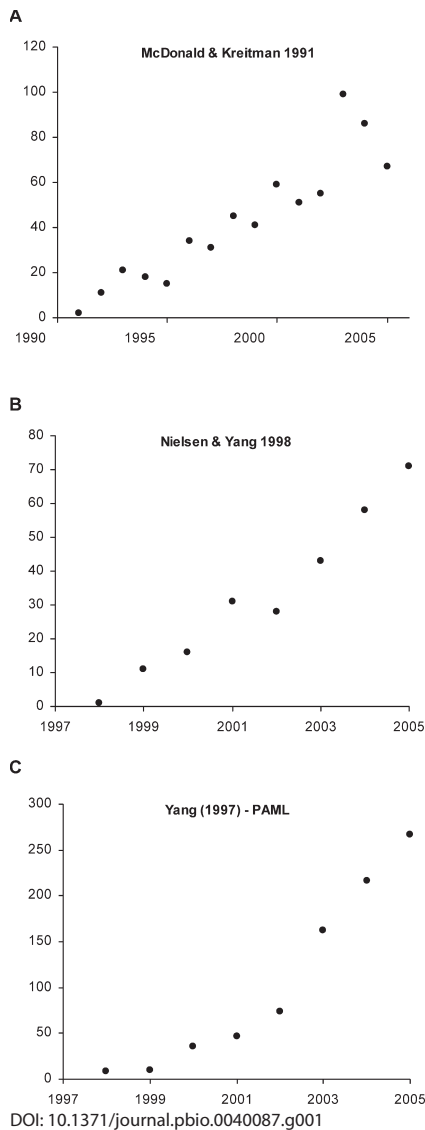 A
McDonald & Kreitman 1991
120
100
80
60
40
20
0
1990 1995 2000 2005
B
Nielsen & Yang 1998
80
70
60
50
40
30
20
10
0
1997 1999 2001 2003 2005
C
Yang (1997) - PAML
300
250
200
150
100
50
0
1997 1999 2001 2003 2005
DOI: 10.1371/journal.pbio.0040087.g001